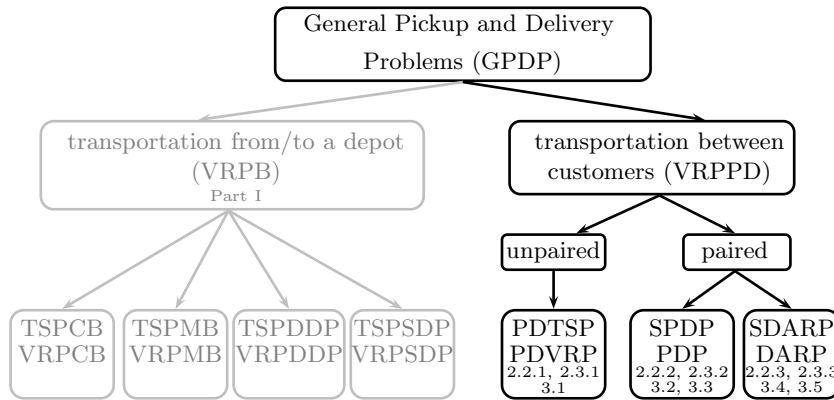 General Pickup and Delivery
Problems (GPDP)
transportation from/to a depot
(VRPB)
Part I
transportation between
customers (VRPPD)
unpaired
paired
TSPCB
VRPCB
TSPMB
VRPMB
TSPDDP
VRPDDP
TSPSDP
VRPSDP
PDTSP
PDVRP
2.2.1, 2.3.1
3.1
SPDP
PDP
2.2.2, 2.3.2
3.2, 3.3
SDARP
DARP
2.2.3, 2.3.3
3.4, 3.5